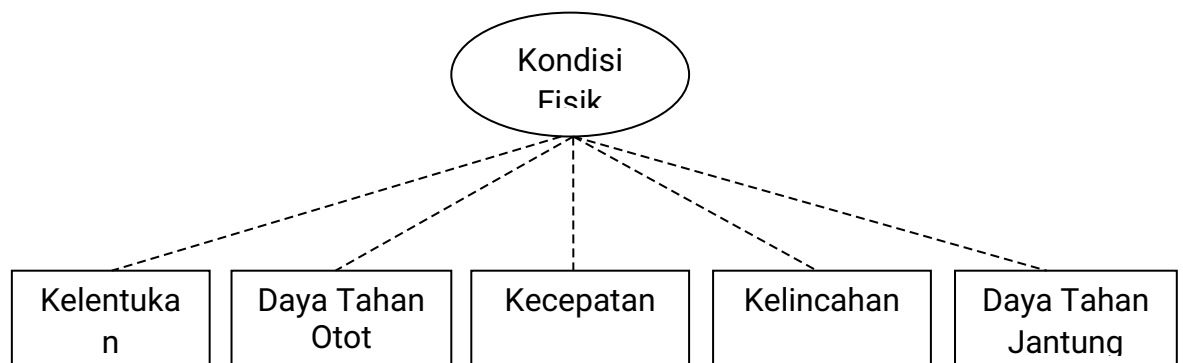 Kondisi
Fisik
Kelentuka
n
Daya Tahan
Otot
Kecepatan
Kelincahan
Daya Tahan
Jantung